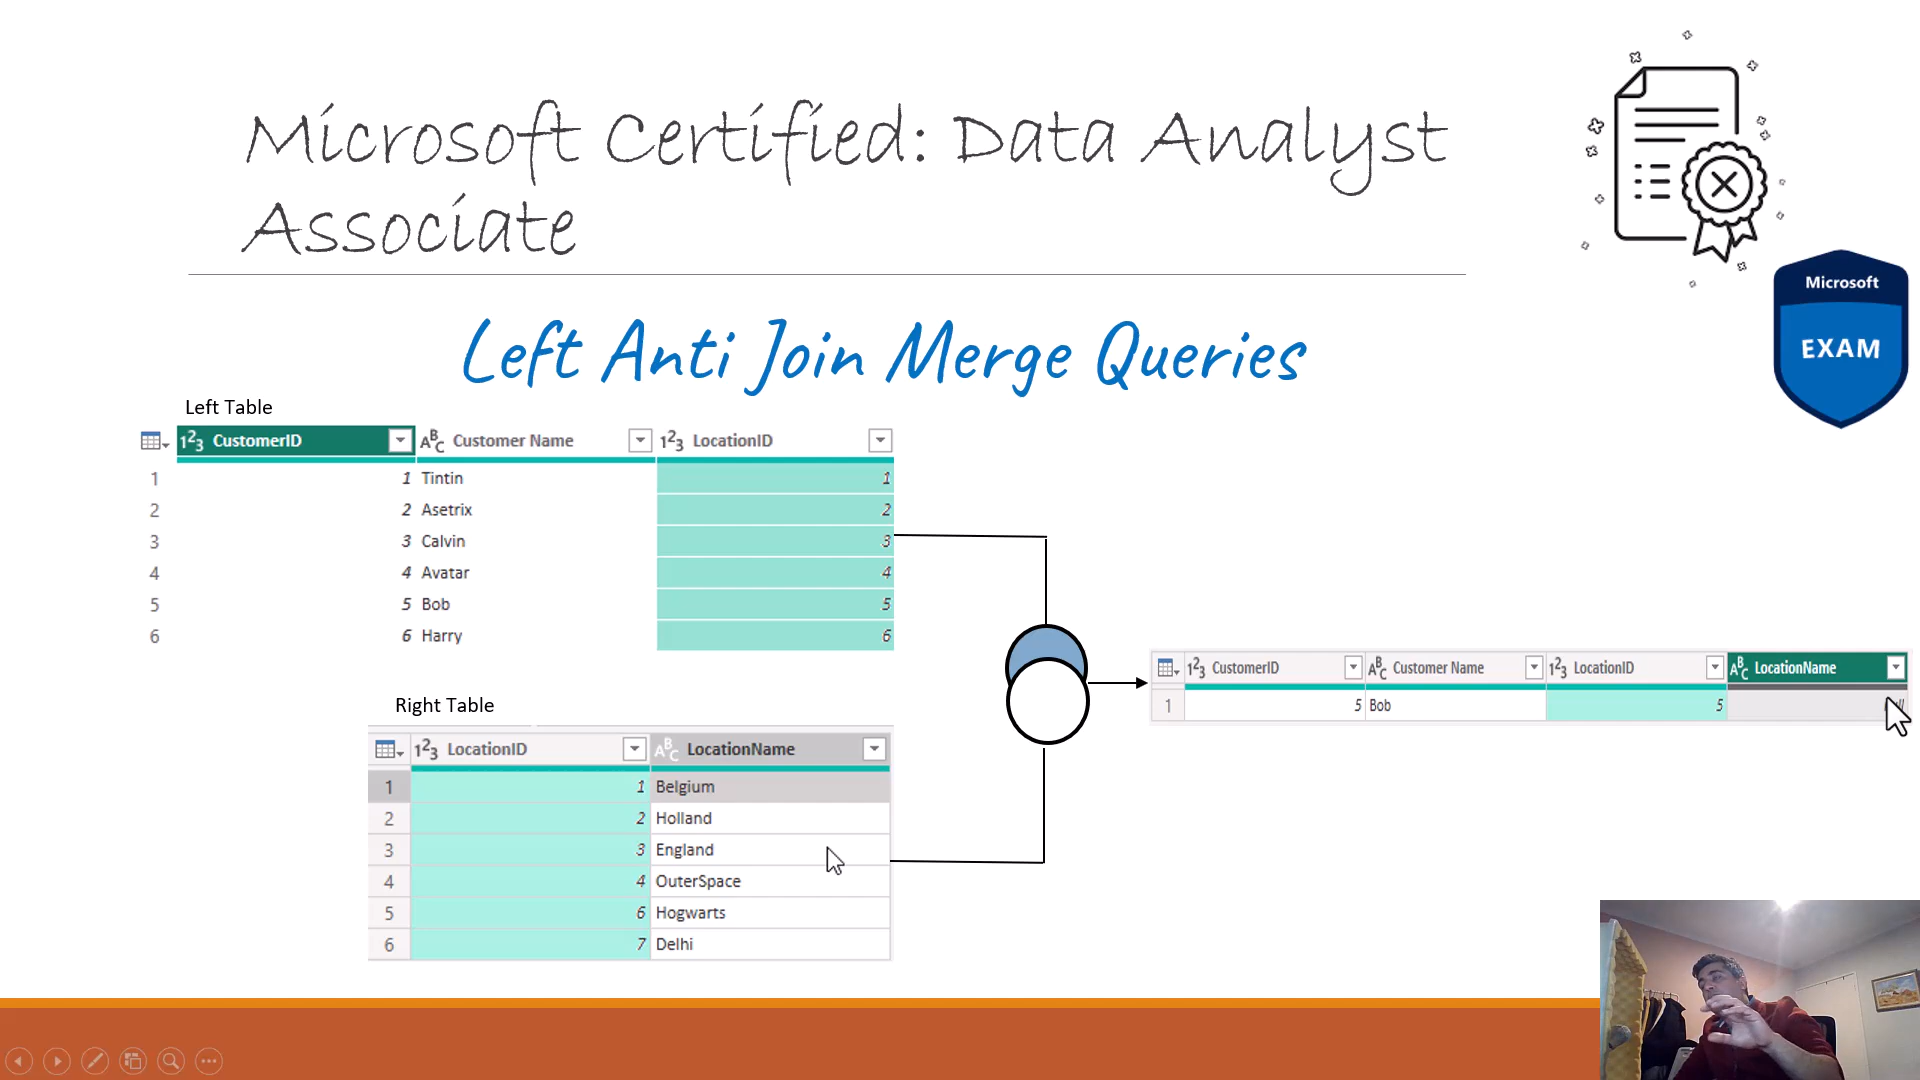 Microsoft Certified: Data Analyst
Associate
Microsoft
EXAM
Left Anti Join Merge Queries
Left Table
CustomerID Customer Name LocationID
1 1 Tintin 1
2 2 Asetrix 2
3 3 Calvin 3
4 4 Avatar 4
5 5 Bob 5
6 6 Harry 6
CustomerID Customer Name LocationID LocationName
1 5 Bob 5
Right Table
LocationID LocationName
1 1 Belgium
2 2 Holland
3 3 England
4 4 OuterSpace
5 6 Hogwarts
6 7 Delhi